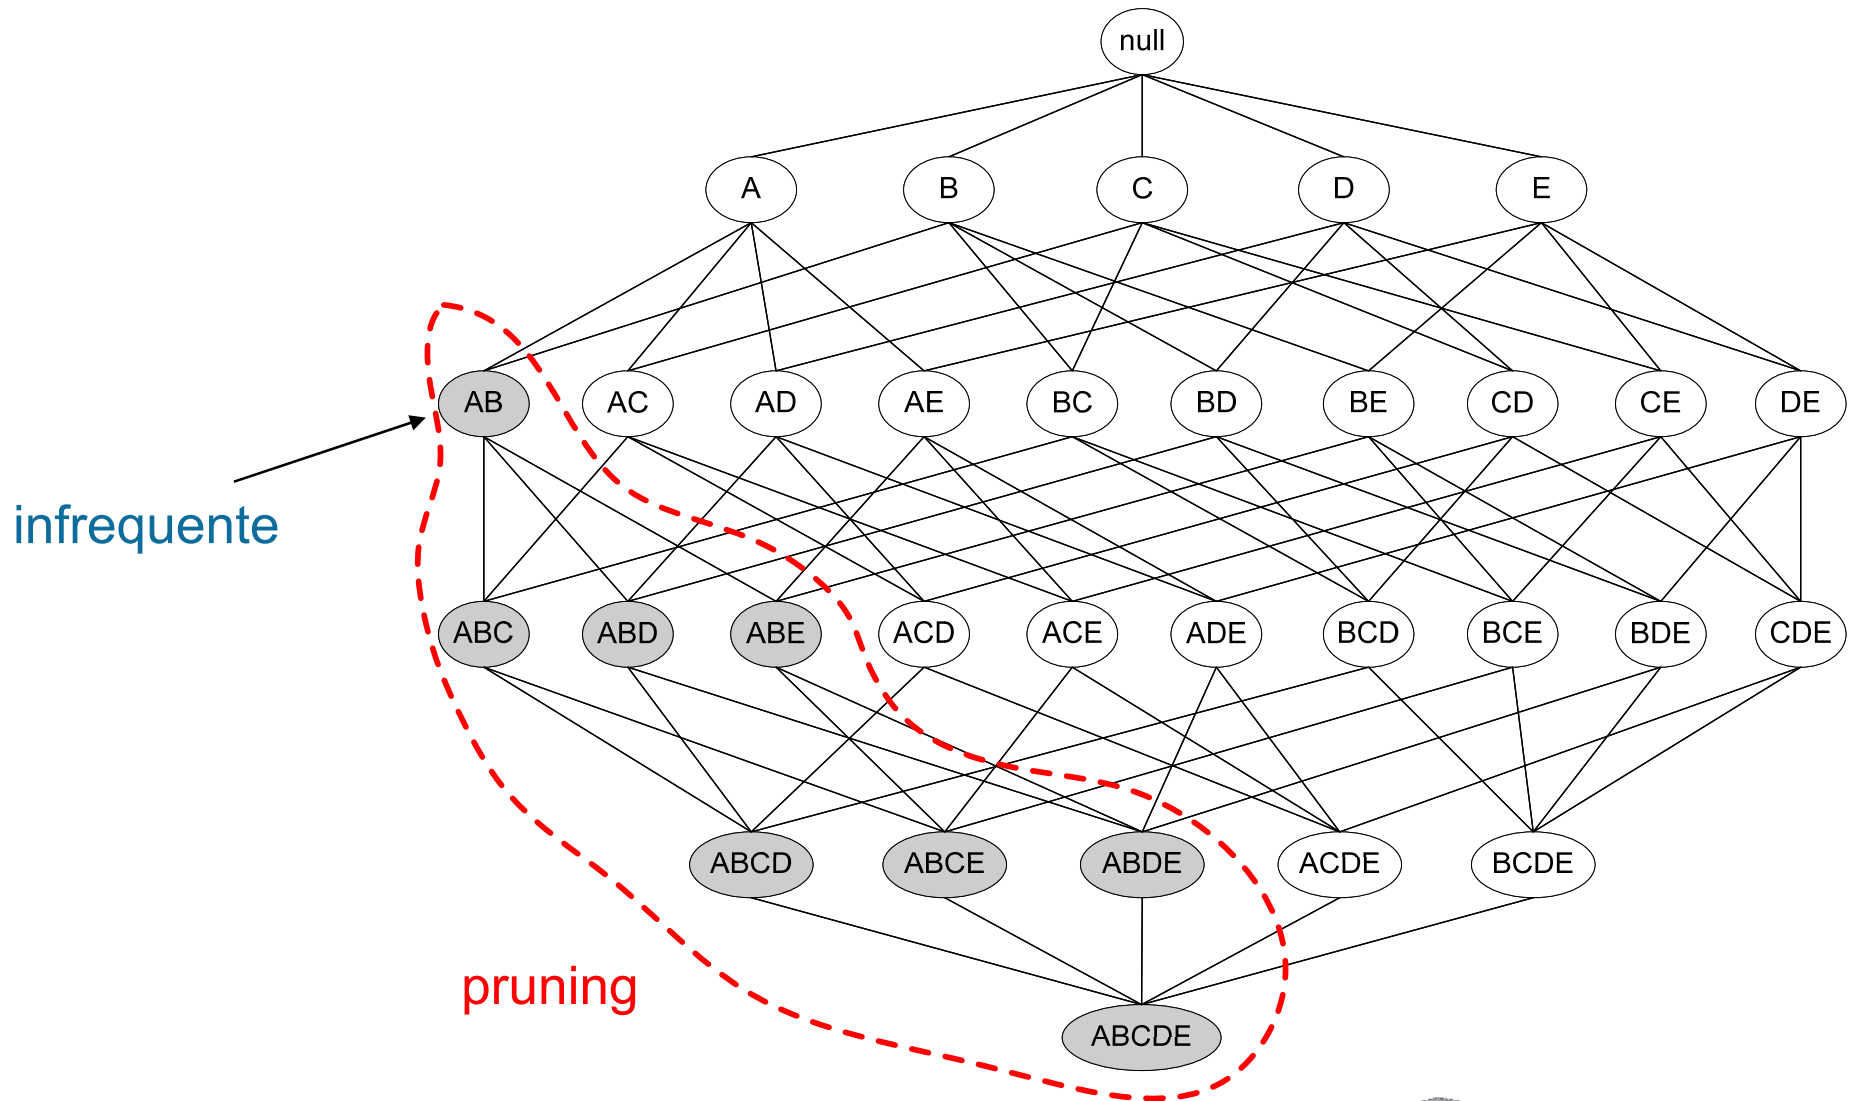 null
A B C D E
AB AC AD AE BC BD BE CD CE DE
infrequente
ABC ABD ABE ACD ACE ADE BCD BCE BDE CDE
ABCD ABCE ABDE ACDE BCDE
pruning
ABCDE